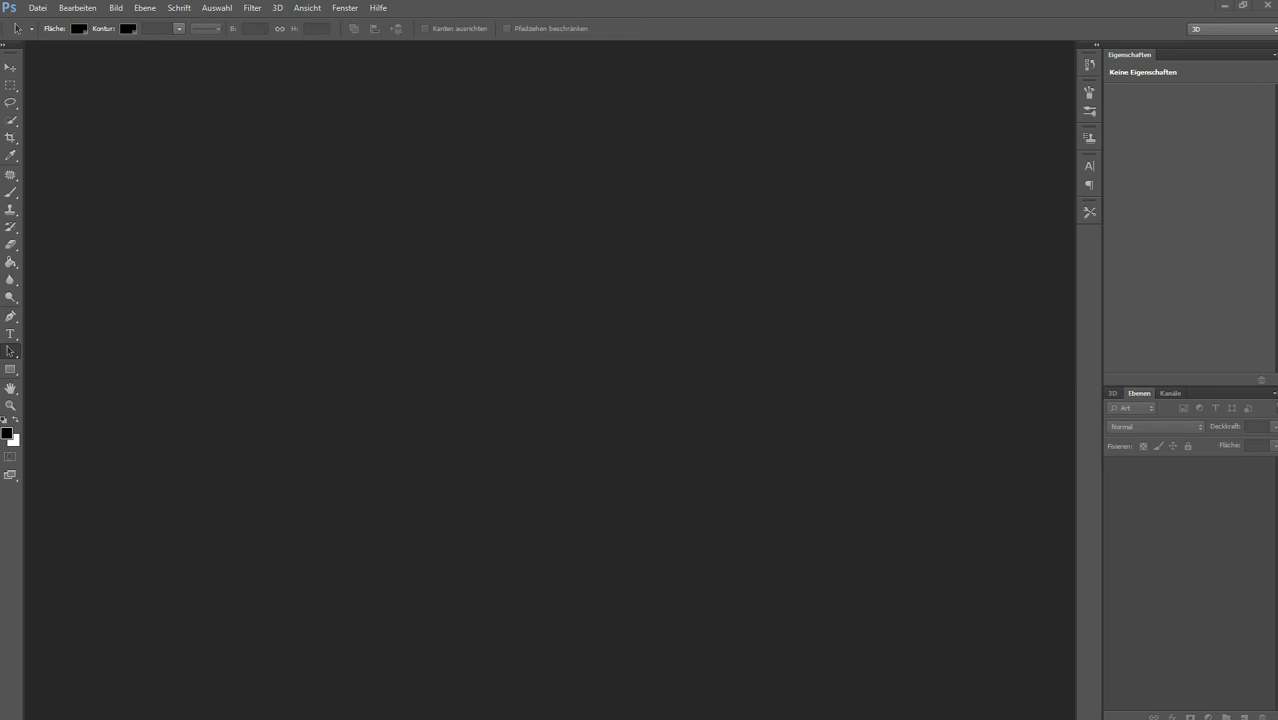 Ps Datei Bearbeiten Bild Ebene Schrift Auswahl Filter 3D Ansicht Fenster Hilfe
Fläche: Kontur: B: H: Kanten ausrichten Pfadziehen beschränken 3D
Eigenschaften
Keine Eigenschaften
A
T
3D Ebenen Kanäle
Art T
Normal Deckkraft:
Fixieren: Fläche:
fx